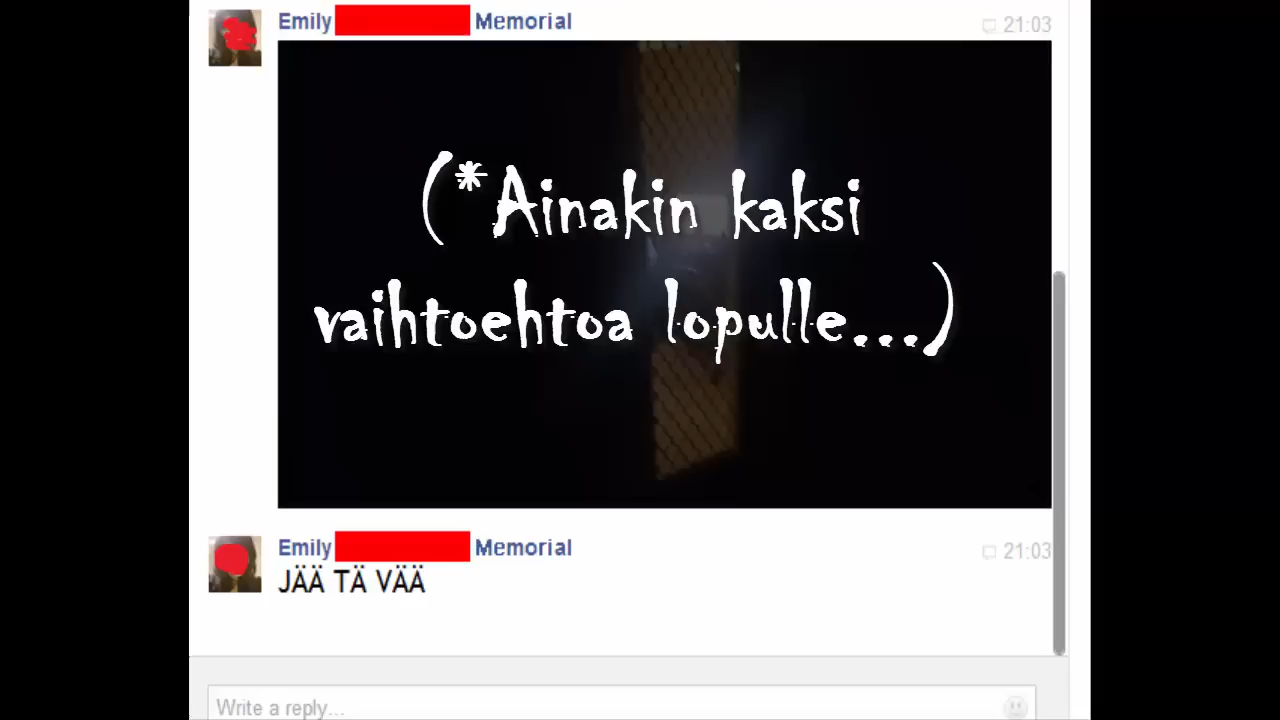 Emily Memorial 21:03
(*Ainakin kaksi
vaihtoehtoa lopulle...)
Emily Memorial 21:03
JÄÄ TÄ VÄÄ
Write a reply...